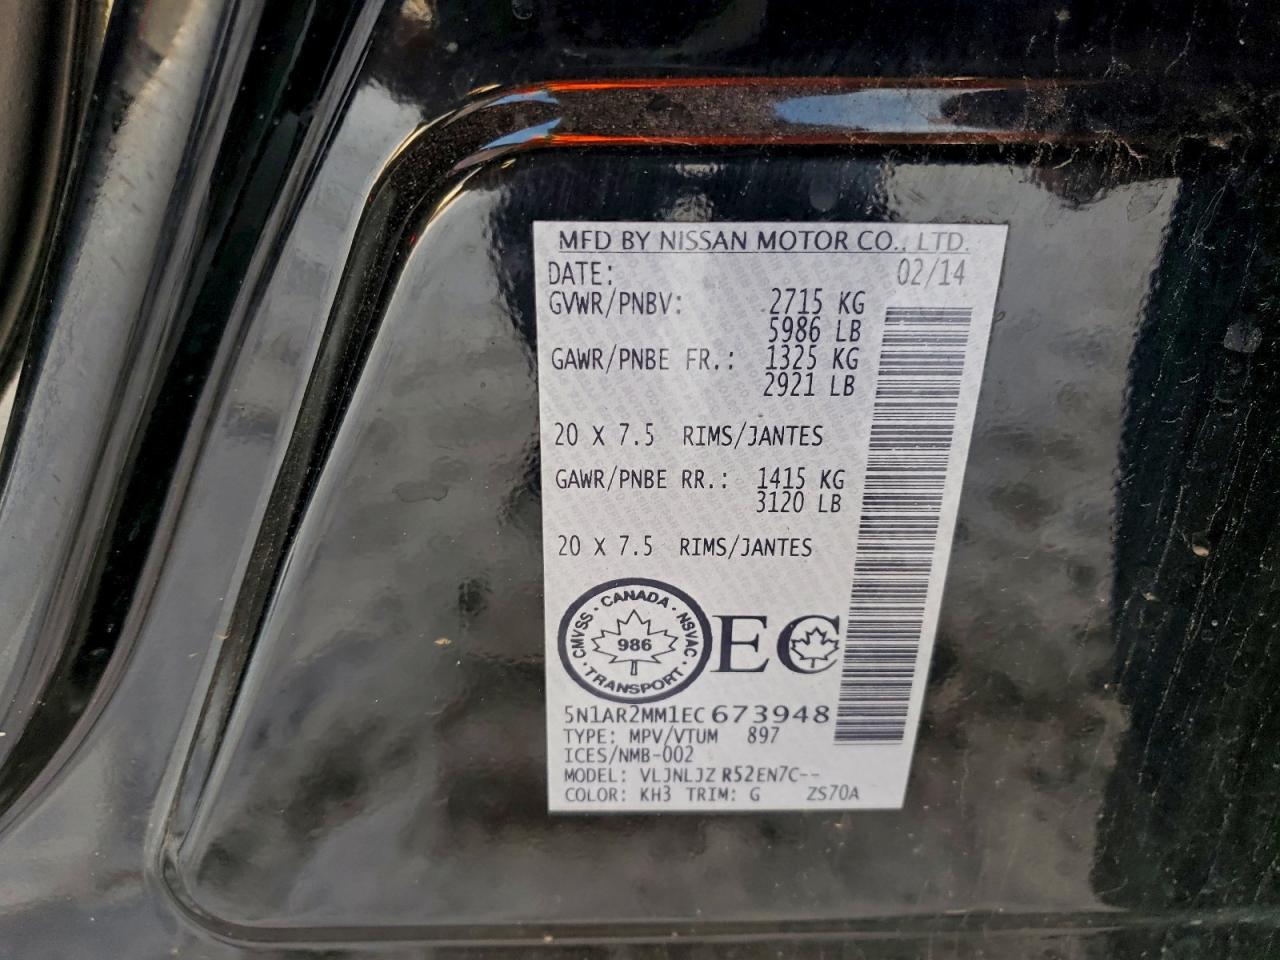 MFD BY NISSAN MOTOR CO., LTD.
DATE: 02/14
GVWR/PNBV: 2715 KG
5986 LB
GAWR/PNBE FR.: 1325 KG
2921 LB
20 X 7.5 RIMS/JANTES
GAWR/PNBE RR.: 1415 KG
3120 LB
20 X 7.5 RIMS/JANTES
CANADA · NSVAC · TRANSPORT · CMVSS ·
986
EC
5N1AR2MM1EC673948
TYPE: MPV/VTUM 897
ICES/NMB-002
MODEL: VLJNLJZ R52EN7C--
COLOR: KH3 TRIM: G ZS70A